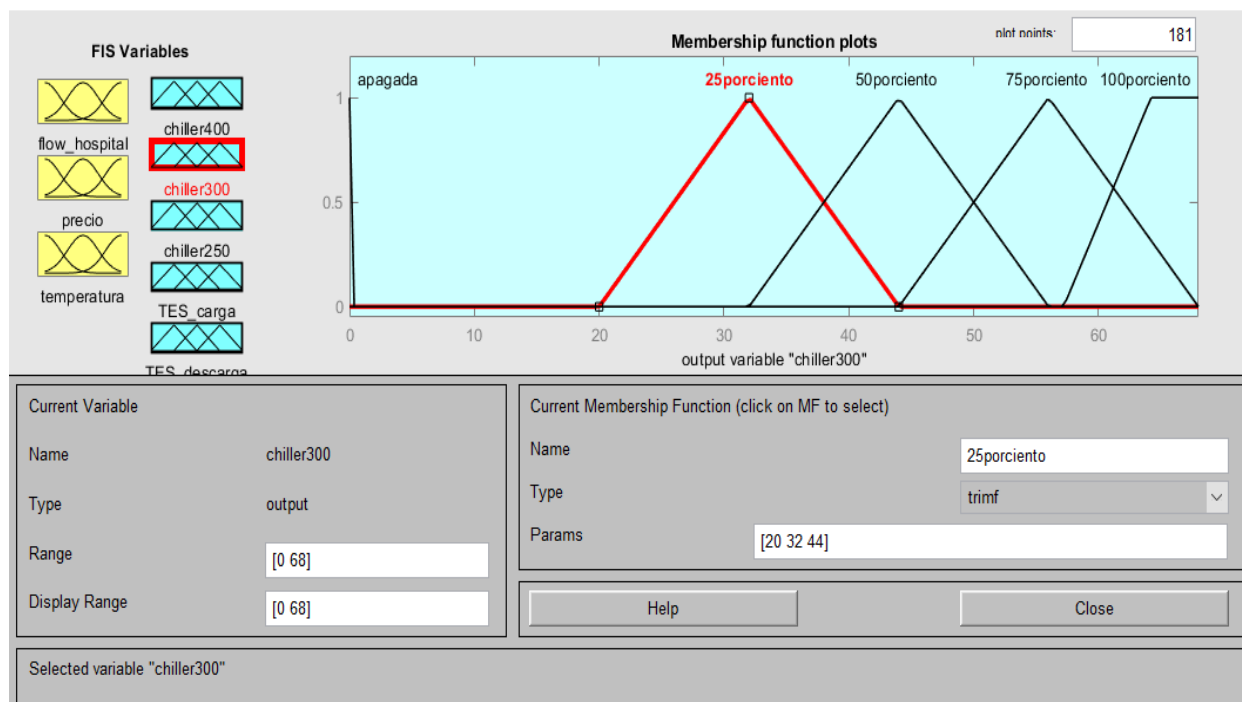 FIS Variables
flow_hospital
precio
temperatura
chiller400
chiller300
chiller250
TES_carga
TES_descarga
Membership function plots
plot points:
181
apagada
25porciento
50porciento
75porciento
100porciento
1
0.5
0
0
10
20
30
40
50
60
output variable "chiller300"
Current Variable
Name
chiller300
Type
output
Range
[0 68]
Display Range
[0 68]
Current Membership Function (click on MF to select)
Name
25porciento
Type
trimf
Params
[20 32 44]
Help
Close
Selected variable "chiller300"